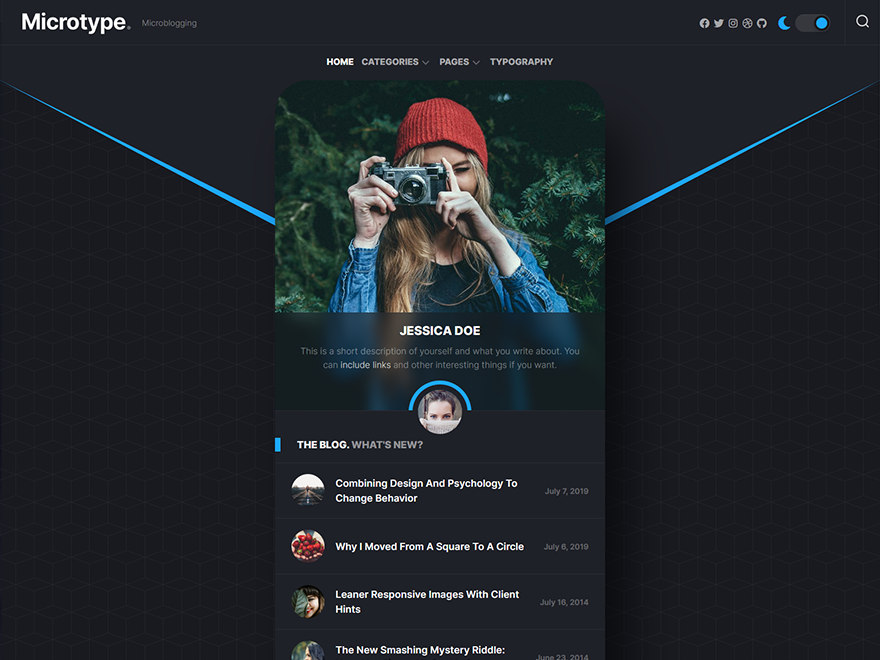 Microtype. Microblogging
HOME CATEGORIES PAGES TYPOGRAPHY
JESSICA DOE
This is a short description of yourself and what you write about. You
can include links and other interesting things if you want.
THE BLOG. WHAT'S NEW?
Combining Design And Psychology To
Change Behavior
July 7, 2019
Why I Moved From A Square To A Circle
July 6, 2019
Leaner Responsive Images With Client
Hints
July 16, 2014
The New Smashing Mystery Riddle:
June 23, 2014